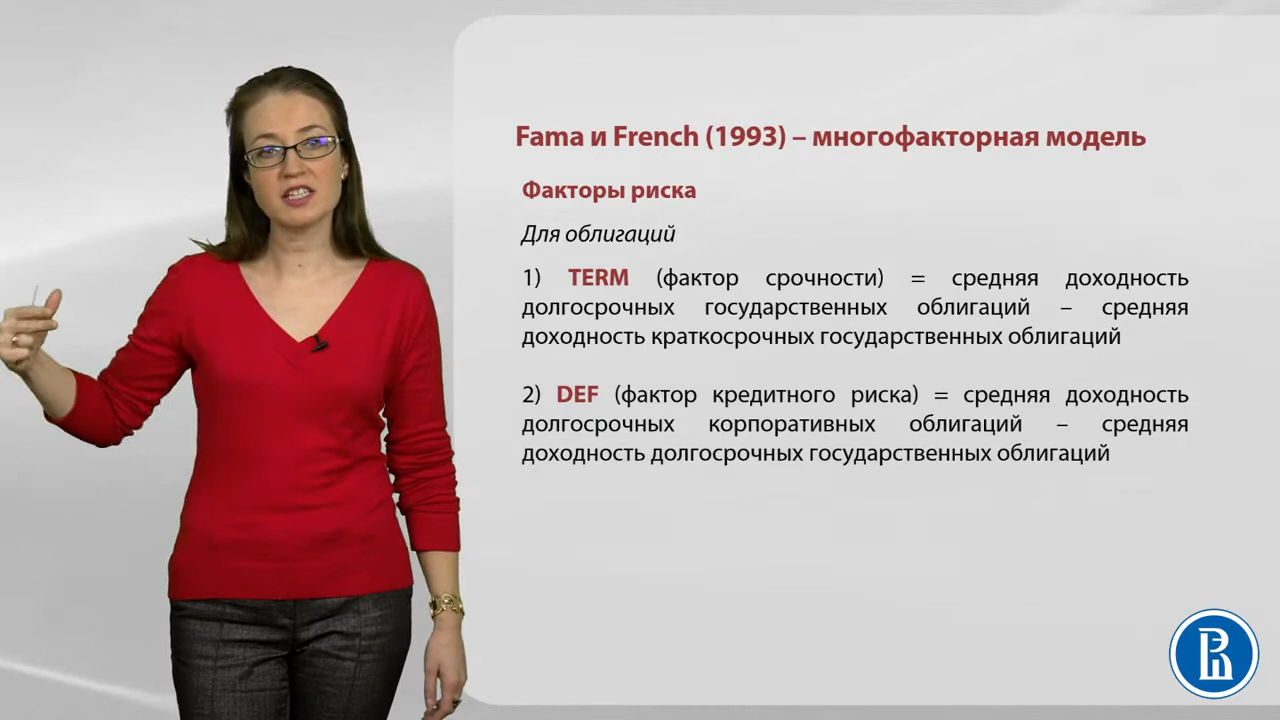 Fama и French (1993) – многофакторная модель
Факторы риска
Для облигаций
1) TERM (фактор срочности) = средняя доходность
долгосрочных государственных облигаций – средняя
доходность краткосрочных государственных облигаций
2) DEF (фактор кредитного риска) = средняя доходность
долгосрочных корпоративных облигаций – средняя
доходность долгосрочных государственных облигаций